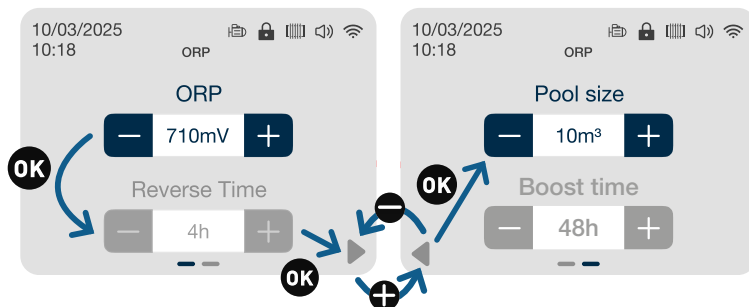 10/03/2025
10:18
ORP
ORP
− 710mV +
OK
Reverse Time
− 4h +
OK
−
+
10/03/2025
10:18
ORP
Pool size
− 10m³ +
OK
Boost time
− 48h +